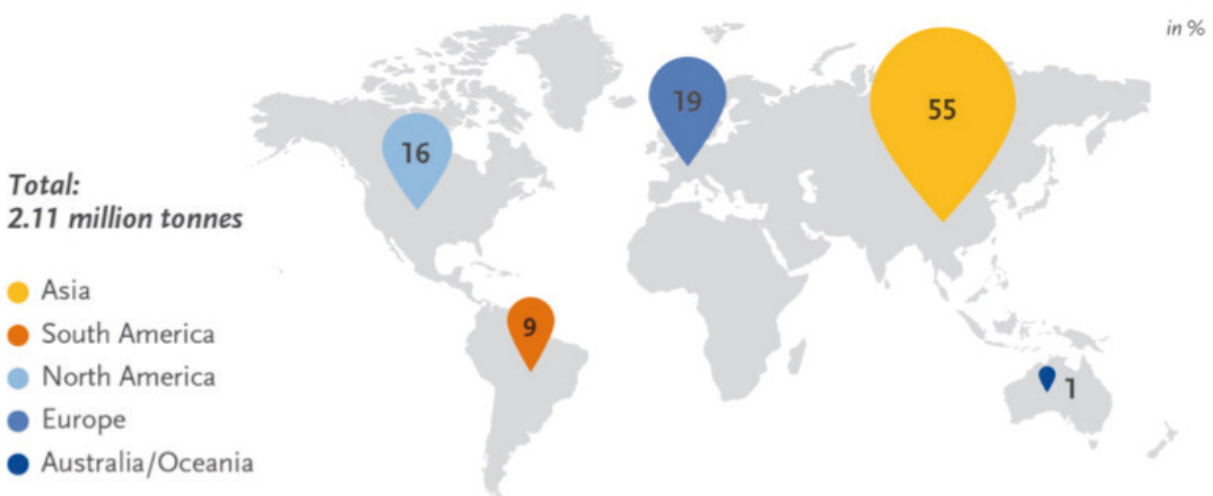 in %
19
55
16
Total:
2.11 million tonnes
Asia
South America
9
North America
1
Europe
Australia/Oceania